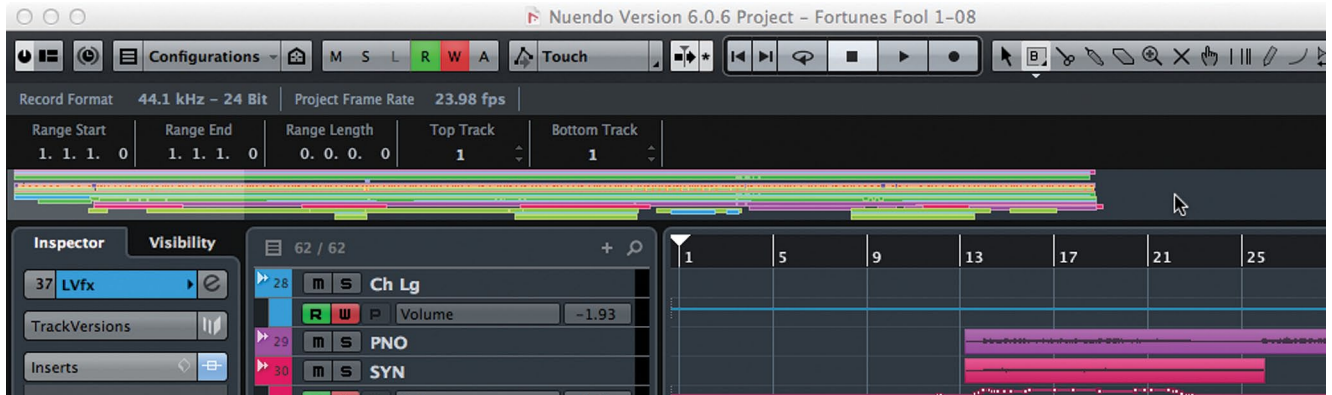 Nuendo Version 6.0.6 Project – Fortunes Fool 1-08
Configurations M S L R W A Touch B
Record Format 44.1 kHz – 24 Bit Project Frame Rate 23.98 fps
Range Start Range End Range Length Top Track Bottom Track
1. 1. 1. 0 1. 1. 1. 0 0. 0. 0. 0 1 1
Inspector Visibility 62 / 62
1 5 9 13 17 21 25
37 LVfx e 28 m S Ch Lg
R W P Volume -1.93
TrackVersions
29 m S PNO
Inserts 30 m S SYN